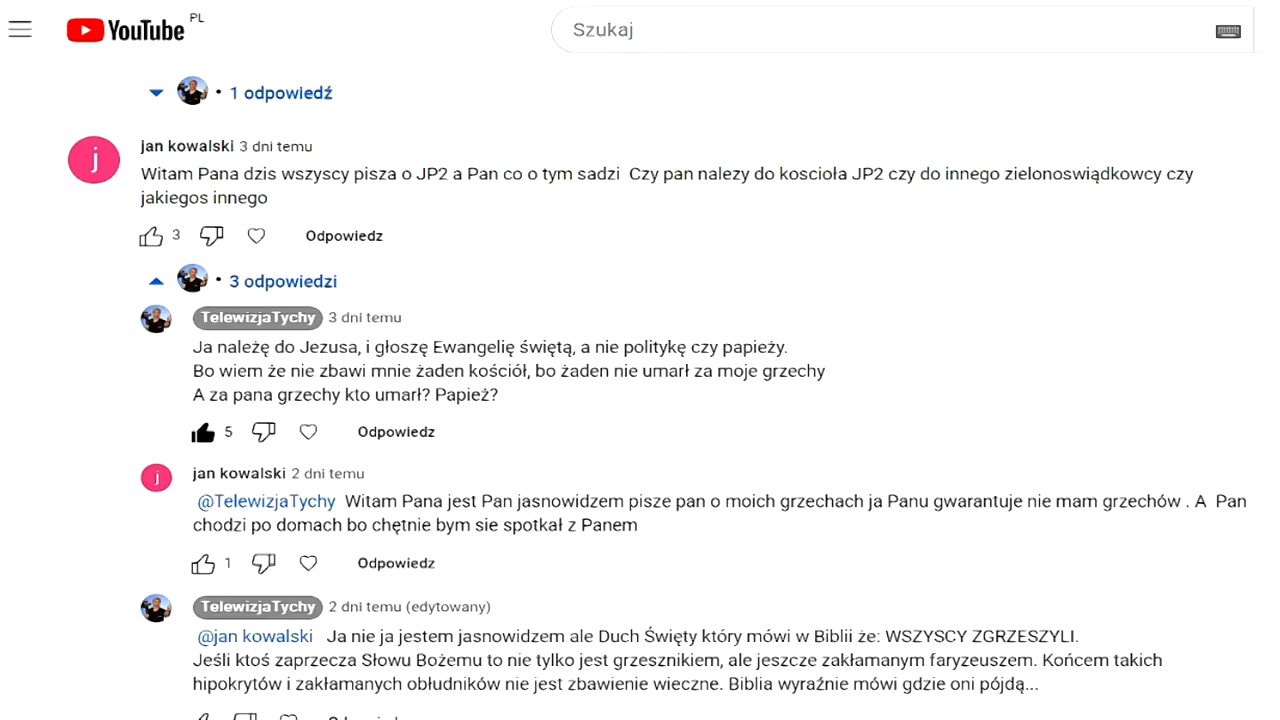 YouTube PL
Szukaj
• 1 odpowiedź
j
jan kowalski 3 dni temu
Witam Pana dzis wszyscy pisza o JP2 a Pan co o tym sadzi Czy pan nalezy do koscioła JP2 czy do innego zielonoswiądkowcy czy
jakiegos innego
3 Odpowiedz
• 3 odpowiedzi
TelewizjaTychy 3 dni temu
Ja należę do Jezusa, i głoszę Ewangelię świętą, a nie politykę czy papieży.
Bo wiem że nie zbawi mnie żaden kościół, bo żaden nie umarł za moje grzechy
A za pana grzechy kto umarł? Papież?
5 Odpowiedz
j
jan kowalski 2 dni temu
@TelewizjaTychy Witam Pana jest Pan jasnowidzem pisze pan o moich grzechach ja Panu gwarantuje nie mam grzechów . A Pan
chodzi po domach bo chętnie bym sie spotkał z Panem
1 Odpowiedz
TelewizjaTychy 2 dni temu (edytowany)
@jan kowalski Ja nie ja jestem jasnowidzem ale Duch Święty który mówi w Biblii że: WSZYSCY ZGRZESZYLI.
Jeśli ktoś zaprzecza Słowu Bożemu to nie tylko jest grzesznikiem, ale jeszcze zakłamanym faryzeuszem. Końcem takich
hipokrytów i zakłamanych obłudników nie jest zbawienie wieczne. Biblia wyraźnie mówi gdzie oni pójdą...